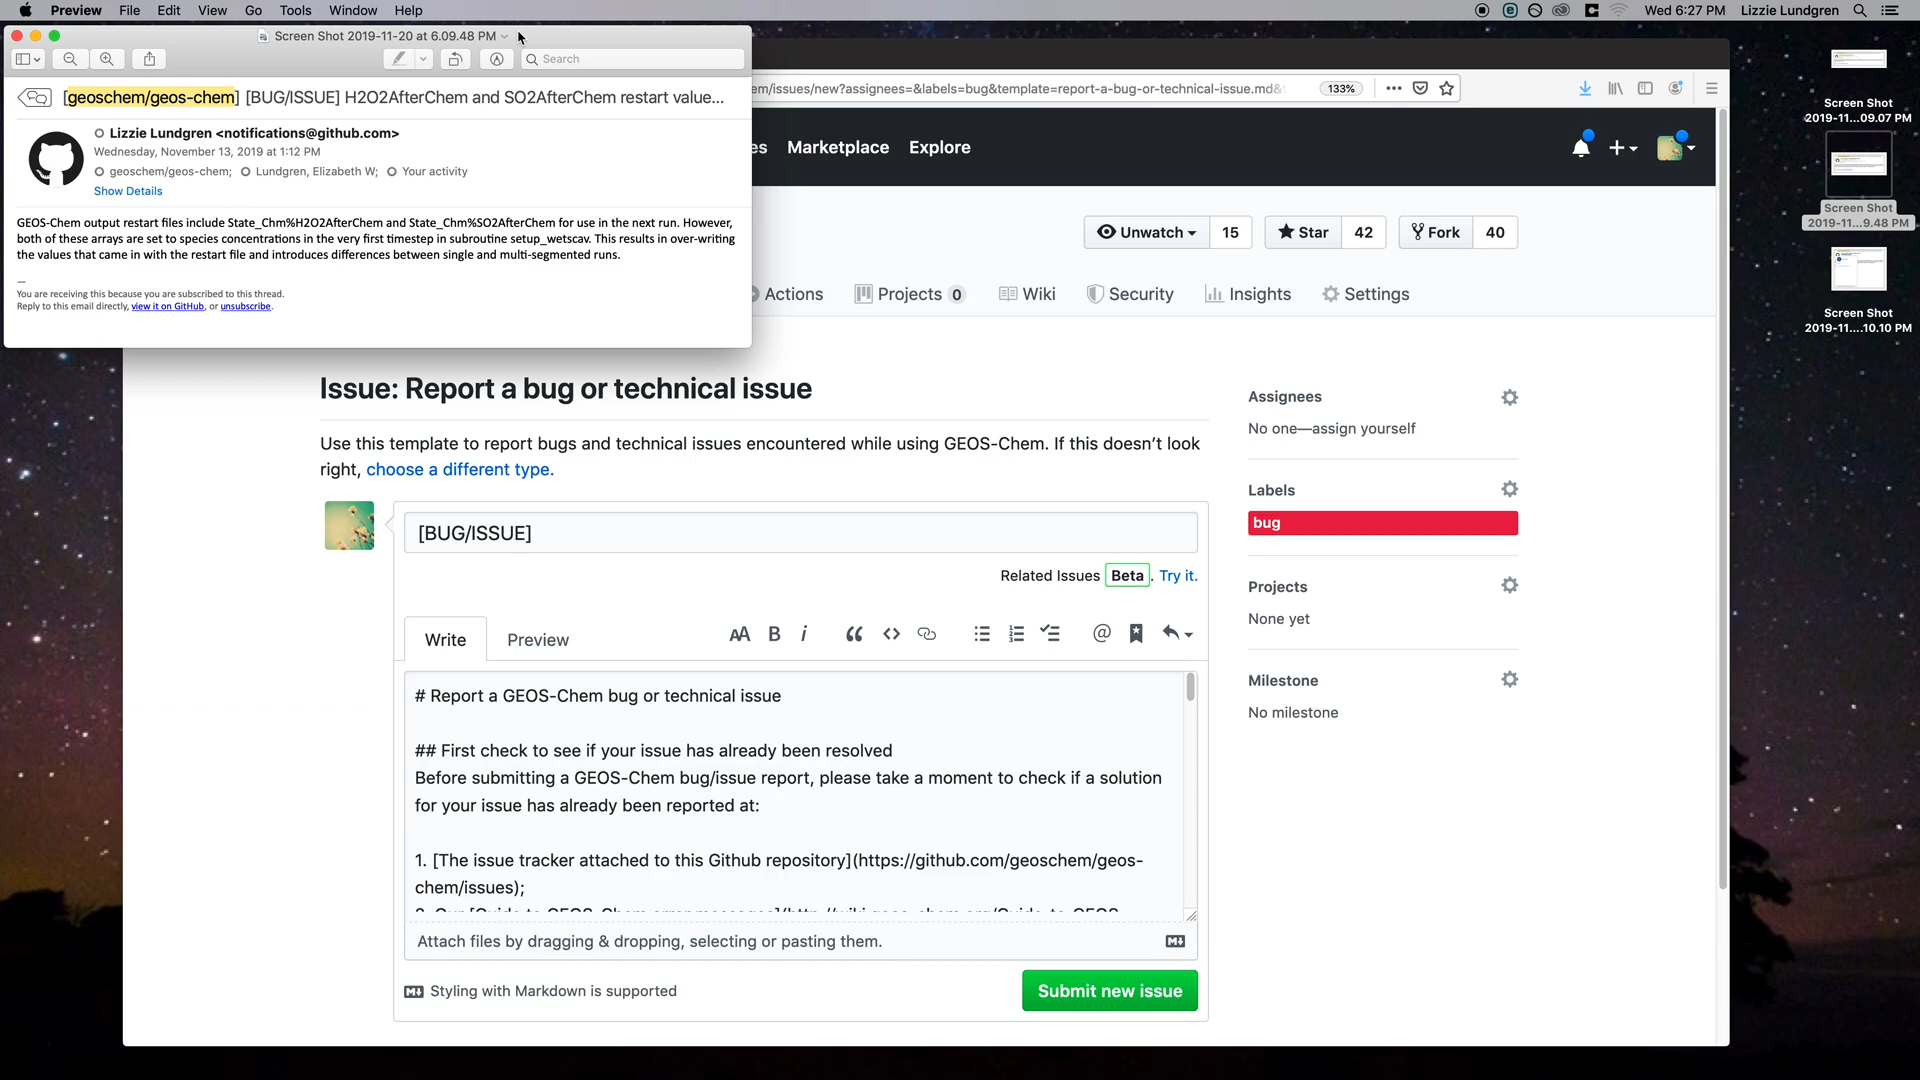 Preview File Edit View Go Tools Window Help
Wed 6:27 PM Lizzie Lundgren
Screen Shot 2019-11-20 at 6.09.48 PM
Search
[geoschem/geos-chem] [BUG/ISSUE] H2O2AfterChem and SO2AfterChem restart value...
Lizzie Lundgren <notifications@github.com>
Wednesday, November 13, 2019 at 1:12 PM
geoschem/geos-chem; Lundgren, Elizabeth W; Your activity
Show Details
GEOS-Chem output restart files include State_Chm%H2O2AfterChem and State_Chm%SO2AfterChem for use in the next run. However,
both of these arrays are set to species concentrations in the very first timestep in subroutine setup_wetscav. This results in over-writing
the values that came in with the restart file and introduces differences between single and multi-segmented runs.
—
You are receiving this because you are subscribed to this thread.
Reply to this email directly, view it on GitHub, or unsubscribe.
em/issues/new?assignees=&labels=bug&template=report-a-bug-or-technical-issue.md&t
133%
es Marketplace Explore
Unwatch 15 Star 42 Fork 40
Actions Projects 0 Wiki Security Insights Settings
Issue: Report a bug or technical issue
Use this template to report bugs and technical issues encountered while using GEOS-Chem. If this doesn't look
right, choose a different type.
[BUG/ISSUE]
Related Issues Beta . Try it.
Write Preview
# Report a GEOS-Chem bug or technical issue
## First check to see if your issue has already been resolved
Before submitting a GEOS-Chem bug/issue report, please take a moment to check if a solution
for your issue has already been reported at:
1. [The issue tracker attached to this Github repository](https://github.com/geoschem/geos-
chem/issues);
2. Our [Guide to GEOS-Chem error messages](http://wiki.geos-chem.org/Guide_to_GEOS-
Attach files by dragging & dropping, selecting or pasting them.
Styling with Markdown is supported
Submit new issue
Assignees
No one—assign yourself
Labels
bug
Projects
None yet
Milestone
No milestone
Screen Shot
2019-11...09.07 PM
Screen Shot
2019-11...9.48 PM
Screen Shot
2019-11....10.10 PM